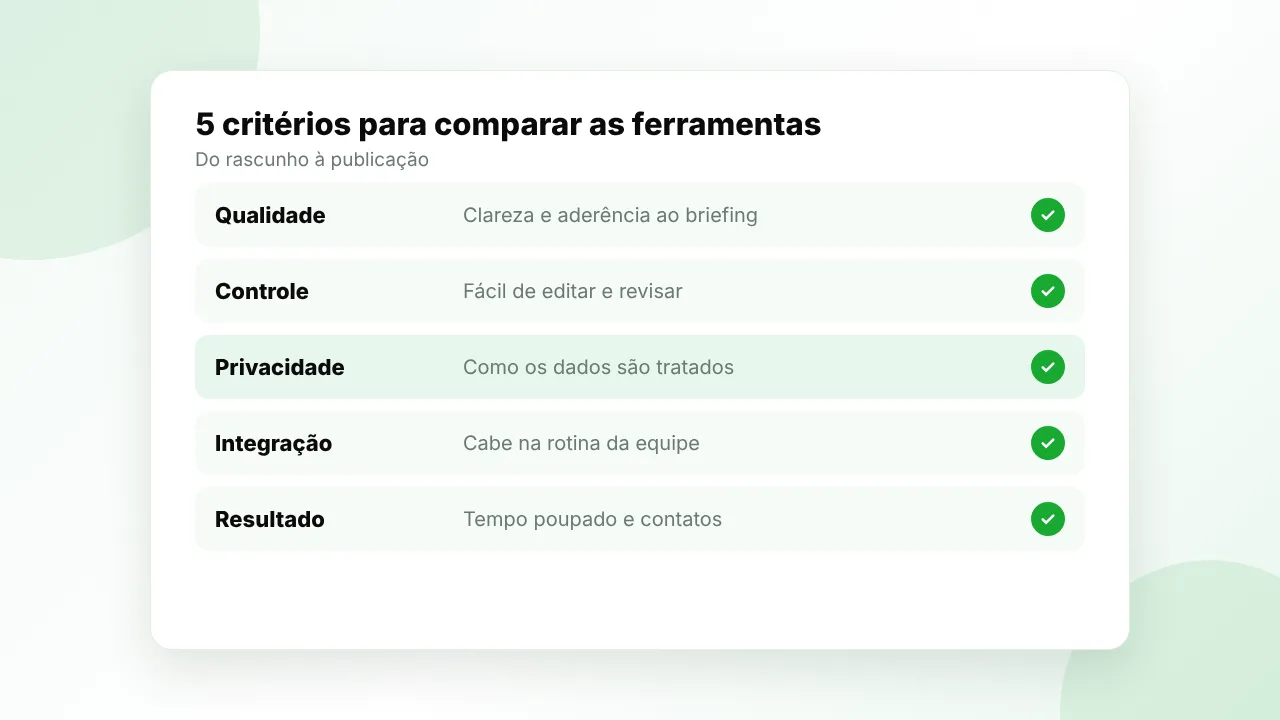 5 critérios para comparar as ferramentas
Do rascunho à publicação
Qualidade Clareza e aderência ao briefing
Controle Fácil de editar e revisar
Privacidade Como os dados são tratados
Integração Cabe na rotina da equipe
Resultado Tempo poupado e contatos